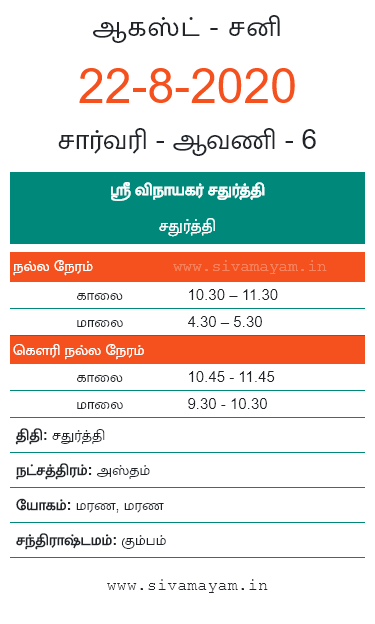 ஆகஸ்ட் - சனி
22-8-2020
சார்வரி - ஆவணி - 6
ஸ்ரீ விநாயகர் சதுர்த்தி
சதுர்த்தி
நல்ல நேரம் www.sivamayam.in
காலை 10.30 – 11.30
மாலை 4.30 – 5.30
கௌரி நல்ல நேரம்
காலை 10.45 - 11.45
மாலை 9.30 - 10.30
திதி: சதுர்த்தி
நட்சத்திரம்: அஸ்தம்
யோகம்: மரண, மரண
சந்திராஷ்டமம்: கும்பம்
www.sivamayam.in